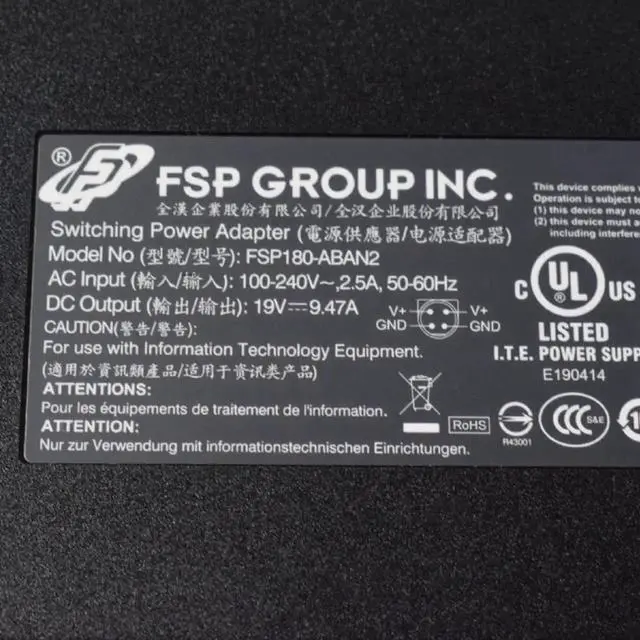 ® FSP GROUP INC.
全漢企業股份有限公司/全汉企业股份有限公司
Switching Power Adapter (電源供應器/电源适配器)
Model No (型號/型号): FSP180-ABAN2
AC Input (輸入/输入): 100-240V~,2.5A, 50-60Hz
DC Output (輸出/输出): 19V⎓9.47A
V+ V+
GND GND
CAUTION(警告/警告):
For use with Information Technology Equipment.
(適用於資訊類產品/适用于资讯类产品)
ATTENTIONS:
Pour les équipements de traitement de l'information.
ATTENTION:
Nur zur Verwendung mit informationstechnischen Einrichtungen.
This device complies
Operation is subject to
(1) this device may no
(2) this device must a
including interferen
C UL ® US
LISTED
I.T.E. POWER SUPP
E190414
RoHS
R43001
CCC S&E